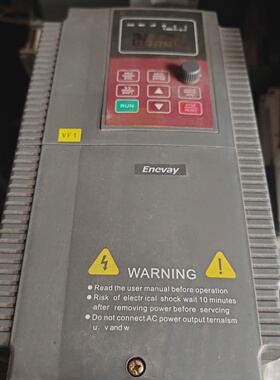 RUN
VF1
Enevay
WARNING
● Read the user manual before operation
● Risk of electrical shock wait 10 minutes
after removing power before servcing
● Do not connect AC power output ternalsm
u、v and w